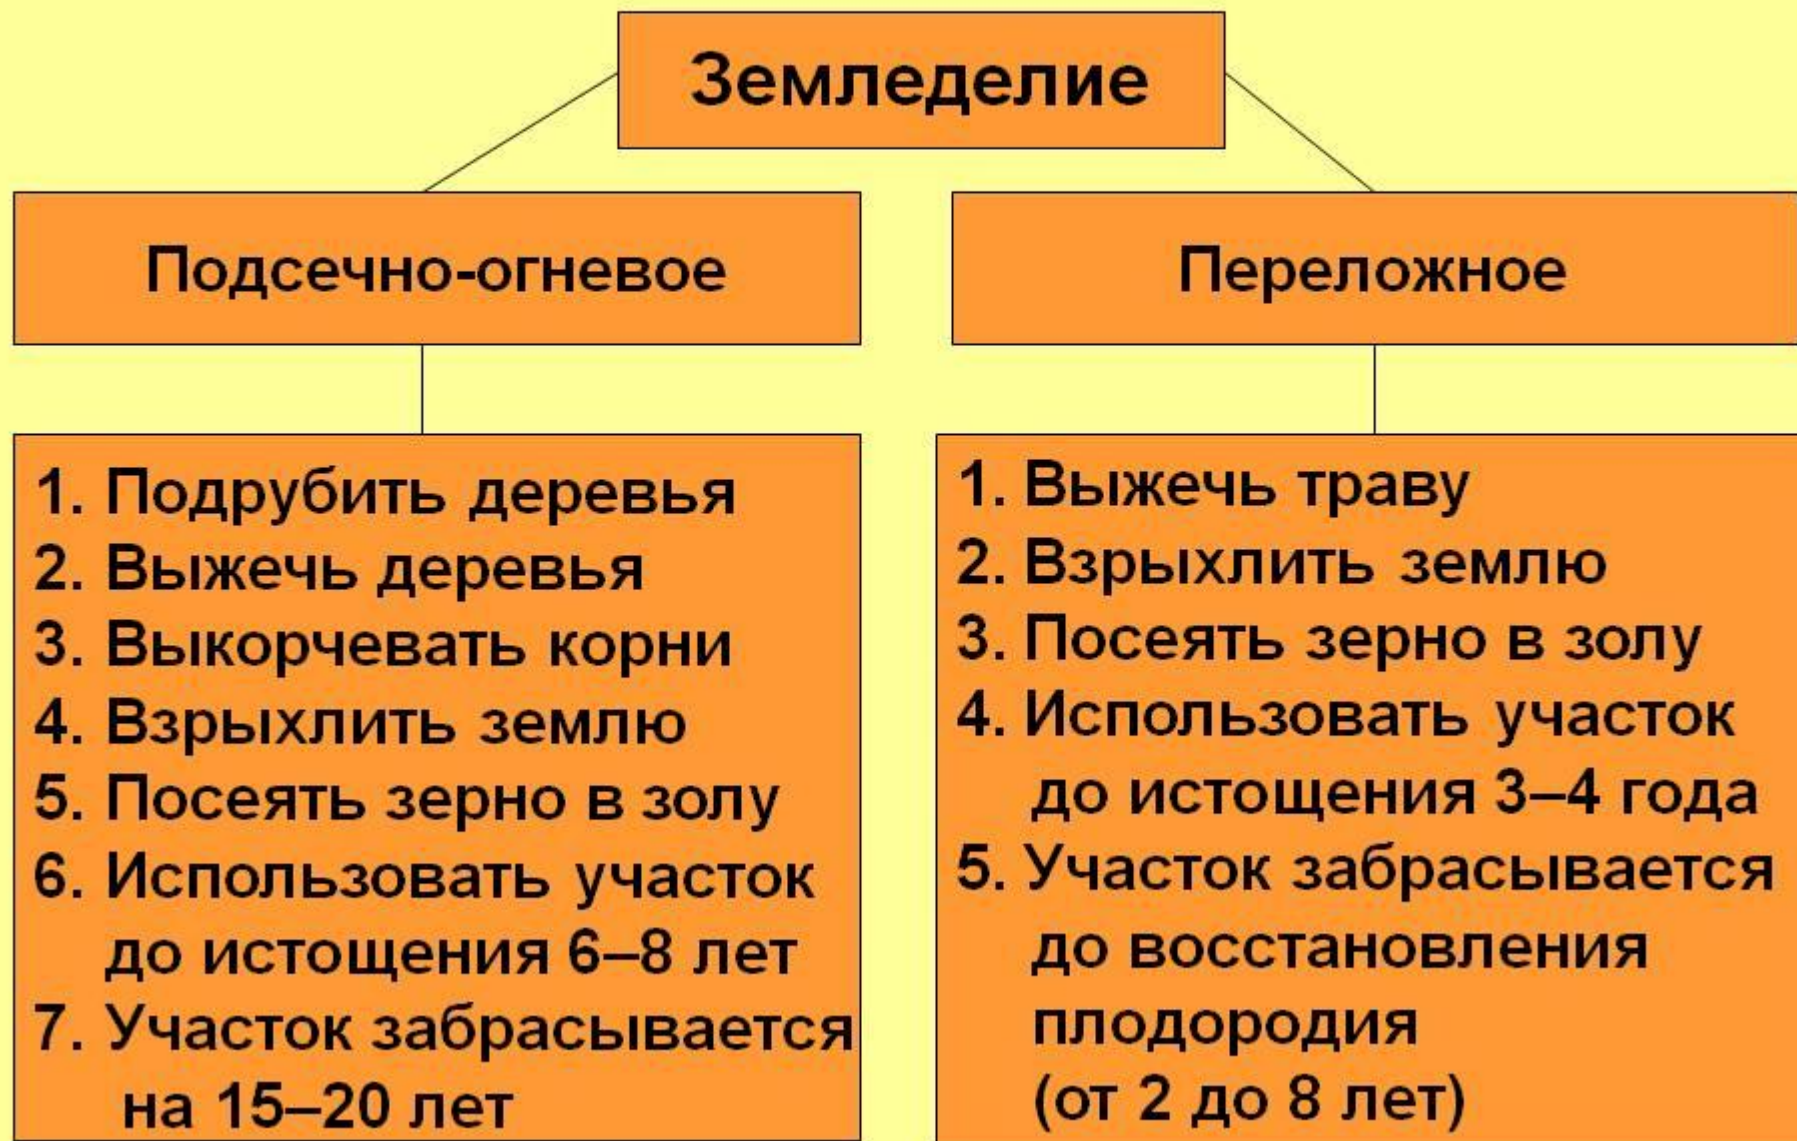 Земледелие
Подсечно-огневое
Переложное
1. Подрубить деревья
2. Выжечь деревья
3. Выкорчевать корни
4. Взрыхлить землю
5. Посеять зерно в золу
6. Использовать участок
до истощения 6–8 лет
7. Участок забрасывается
на 15–20 лет
1. Выжечь траву
2. Взрыхлить землю
3. Посеять зерно в золу
4. Использовать участок
до истощения 3–4 года
5. Участок забрасывается
до восстановления
плодородия
(от 2 до 8 лет)